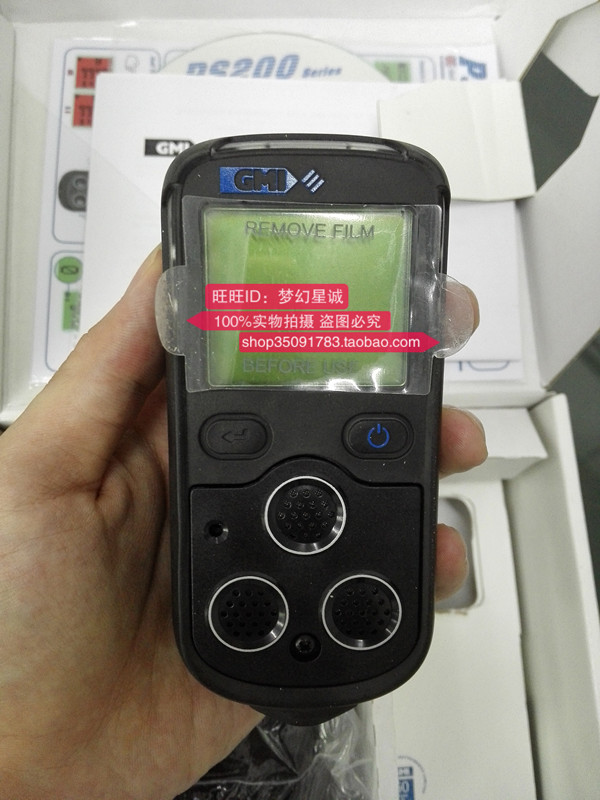 PS200 Series
GMI
GMI
REMOVE FILM
旺旺ID：梦幻星诚
100%实物拍摄 盗图必究
shop35091783.taobao.com
BEFORE USE